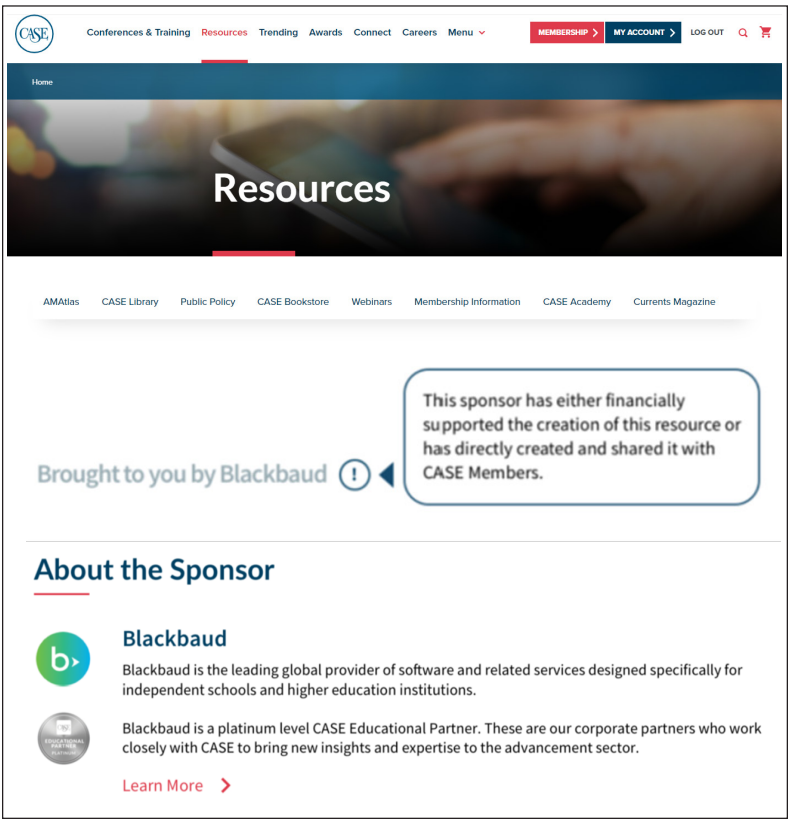 CASE
Conferences & Training Resources Trending Awards Connect Careers Menu
MEMBERSHIP MY ACCOUNT LOG OUT
Home
Resources
AMAtlas CASE Library Public Policy CASE Bookstore Webinars Membership Information CASE Academy Currents Magazine
This sponsor has either financially
supported the creation of this resource or
has directly created and shared it with
CASE Members.
Brought to you by Blackbaud !
About the Sponsor
b
Blackbaud
Blackbaud is the leading global provider of software and related services designed specifically for
independent schools and higher education institutions.
CASE
EDUCATIONAL
PARTNER
PLATINUM
Blackbaud is a platinum level CASE Educational Partner. These are our corporate partners who work
closely with CASE to bring new insights and expertise to the advancement sector.
Learn More